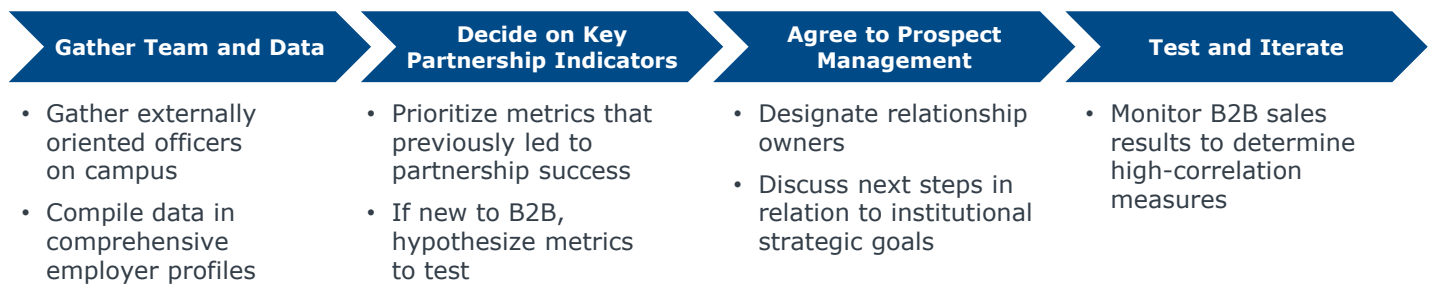 Gather Team and Data
Decide on Key
Partnership Indicators
Agree to Prospect
Management
Test and Iterate
• Gather externally
oriented officers
on campus
• Compile data in
comprehensive
employer profiles
• Prioritize metrics that
previously led to
partnership success
• If new to B2B,
hypothesize metrics
to test
• Designate relationship
owners
• Discuss next steps in
relation to institutional
strategic goals
• Monitor B2B sales
results to determine
high-correlation
measures